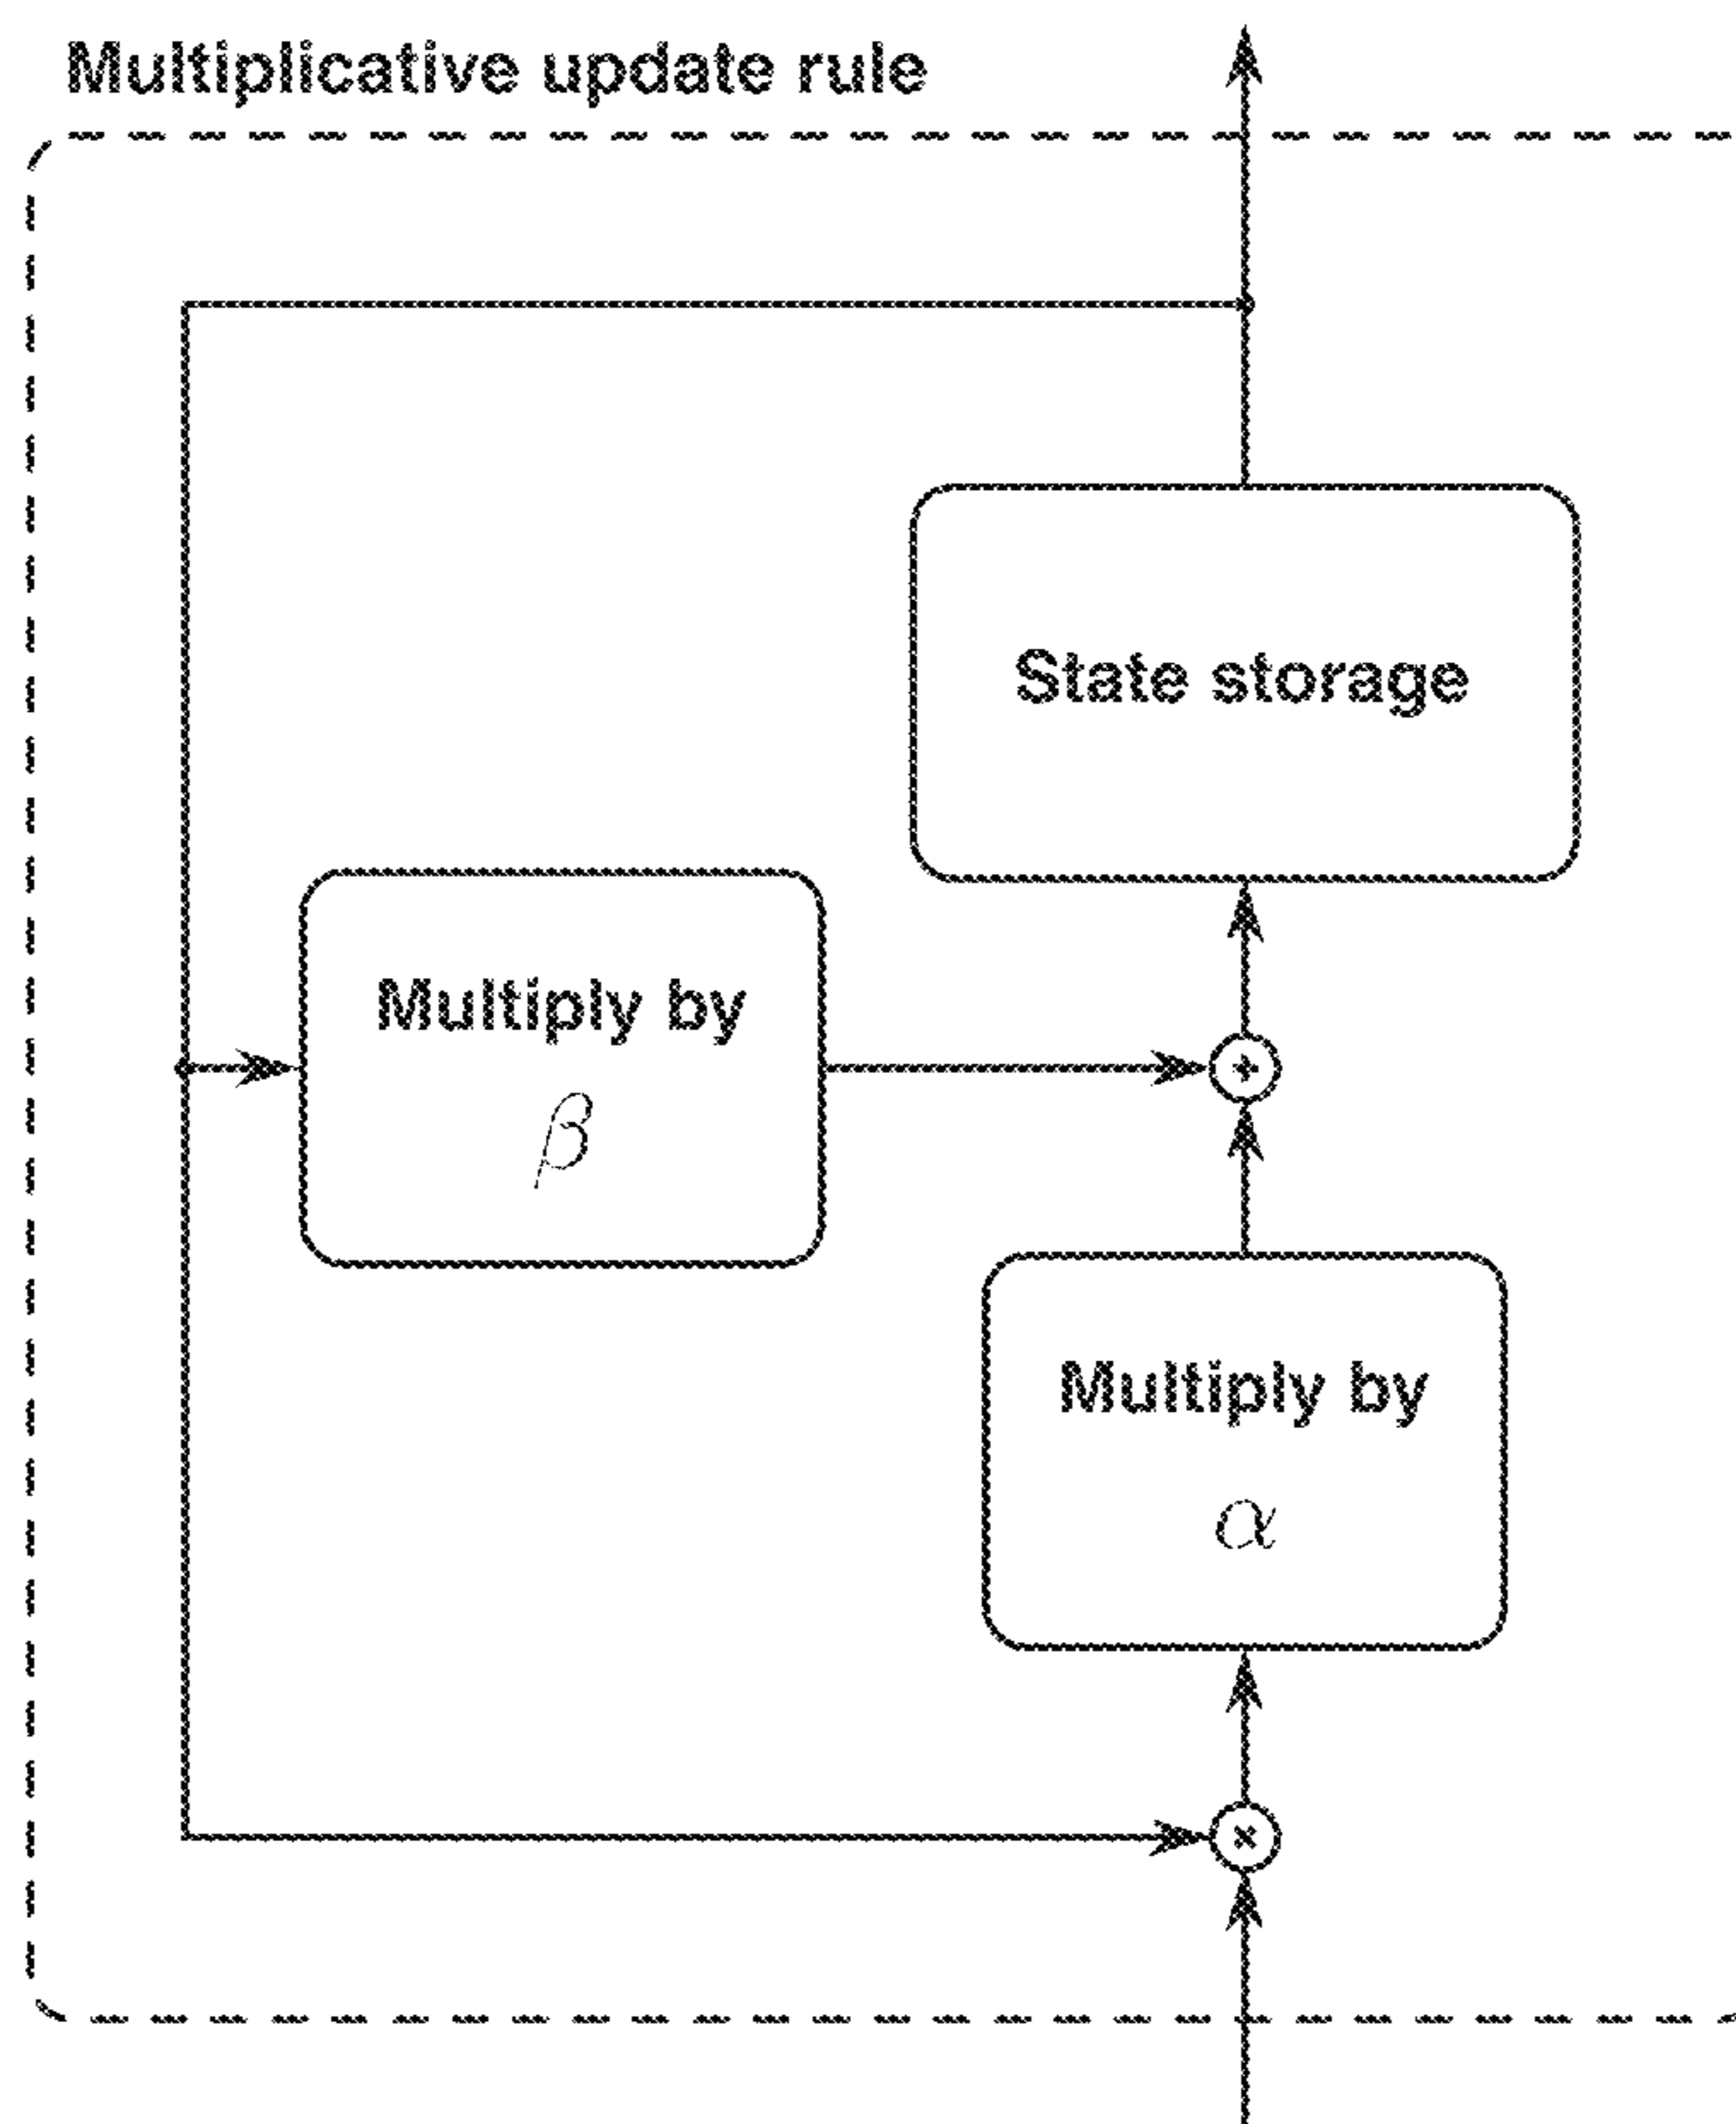 Multiplicative update rule
State storage
Multiply by
β
+
Multiply by
α
×